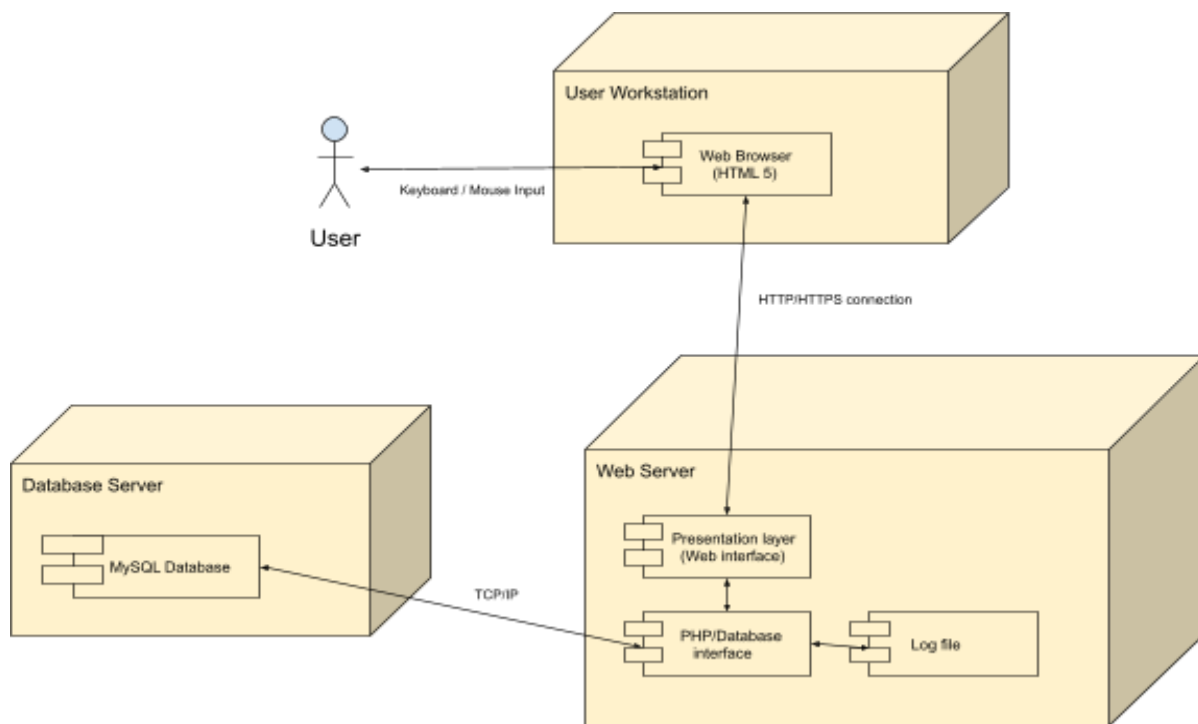 User Workstation
Web Browser
(HTML 5)
Keyboard / Mouse Input
User
HTTP/HTTPS connection
Database Server
MySQL Database
TCP/IP
Web Server
Presentation layer
(Web interface)
PHP/Database
interface
Log file